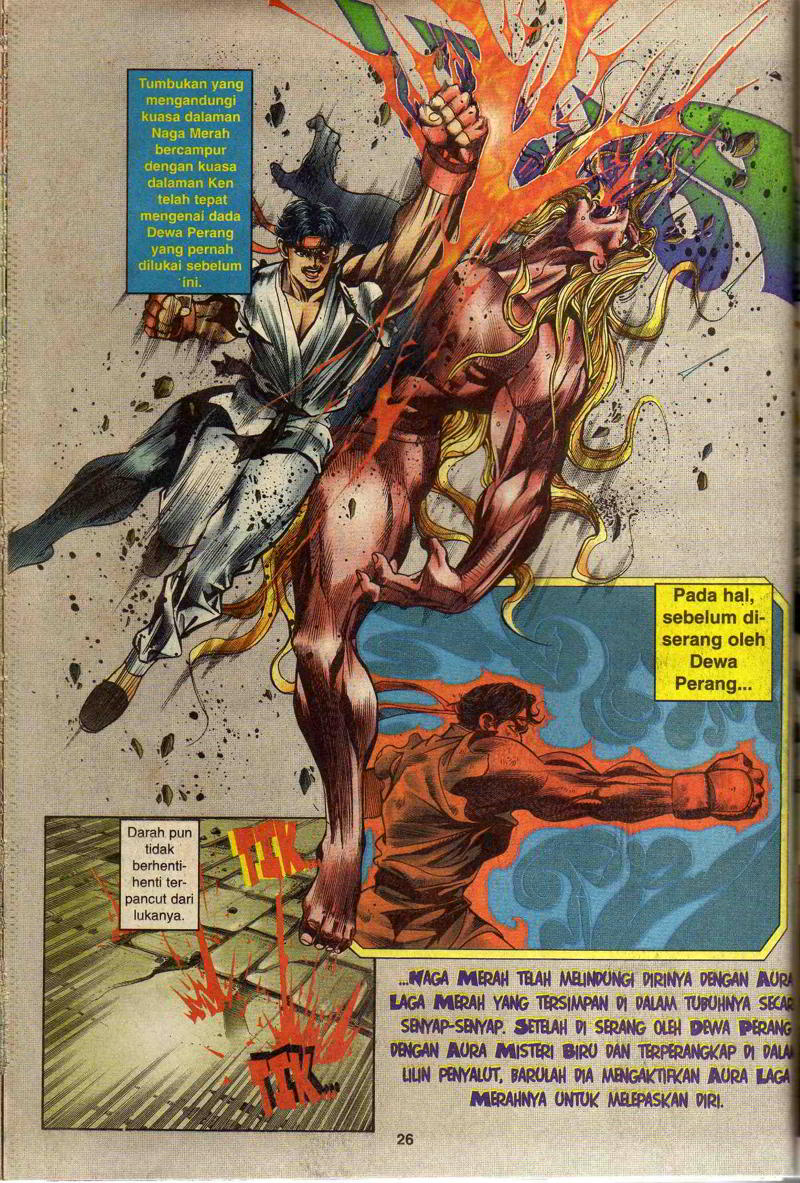 Tumbukan yang
mengandungi
kuasa dalaman
Naga Merah
bercampur
dengan kuasa
dalaman Ken
telah tepat
mengenai dada
Dewa Perang
yang pernah
dilukai sebelum
ini.
Pada hal,
sebelum di-
serang oleh
Dewa
Perang...
Darah pun
tidak
berhenti-
henti ter-
pancut dari
lukanya.
TIK...
TIK...
...NAGA MERAH TELAH MELINDUNGI DIRINYA DENGAN AURA
LAGA MERAH YANG TERSIMPAN DI DALAM TUBUHNYA SECAR
SENYAP-SENYAP. SETELAH DI SERANG OLEH DEWA PERANG
DENGAN AURA MISTERI BIRU DAN TERPERANGKAP DI DALA
LILIN PENYALUT, BARULAH DIA MENGAKTIFKAN AURA LAGA
MERAHNYA UNTUK MELEPASKAN DIRI.
26